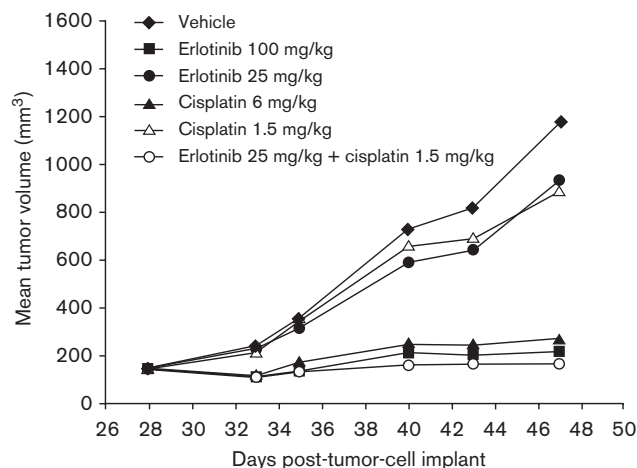 Vehicle
Erlotinib 100 mg/kg
Erlotinib 25 mg/kg
Cisplatin 6 mg/kg
Cisplatin 1.5 mg/kg
Erlotinib 25 mg/kg + cisplatin 1.5 mg/kg
Mean tumor volume (mm³)
1600
1400
1200
1000
800
600
400
200
0
26 28 30 32 34 36 38 40 42 44 46 48 50
Days post-tumor-cell implant